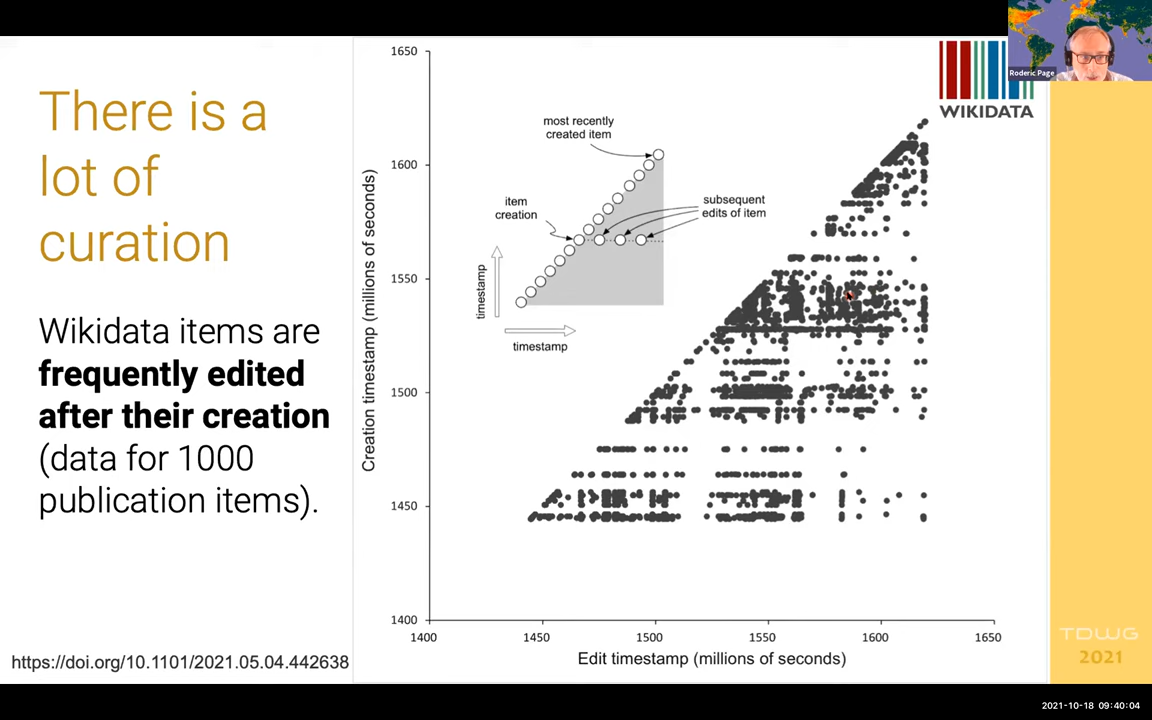 There is a
lot of
curation
Wikidata items are
frequently edited
after their creation
(data for 1000
publication items).
https://doi.org/10.1101/2021.05.04.442638
1650
1600
1550
1500
1450
1400
Creation timestamp (millions of seconds)
most recently
created item
item
creation
subsequent
edits of item
timestamp
timestamp
1400
1450
1500
1550
1600
1650
Edit timestamp (millions of seconds)
WIKIDATA
Roderic Page
TDWG
2021
2021-10-18 09:40:04